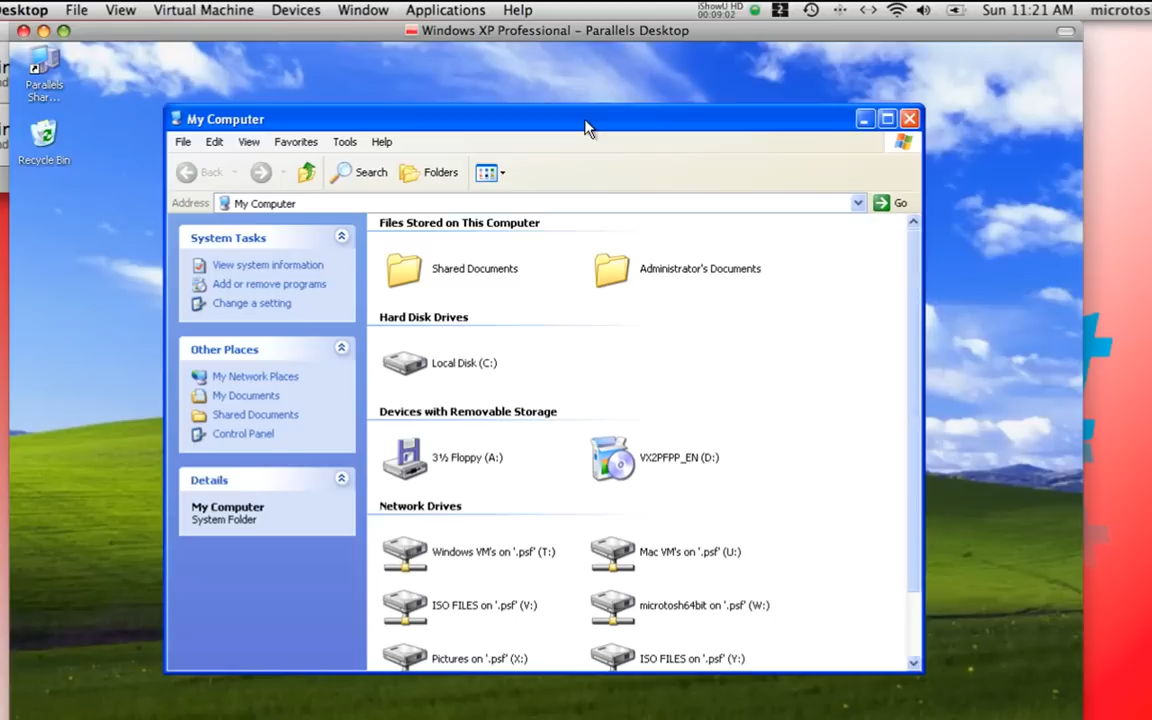 esktop File View Virtual Machine Devices Window Applications Help iShowU HD 00:09:02 Sun 11:21 AM microtos
Windows XP Professional – Parallels Desktop
Parallels
Shar...
Recycle Bin
My Computer
File Edit View Favorites Tools Help
Back Search Folders
Address My Computer Go
System Tasks
View system information
Add or remove programs
Change a setting
Other Places
My Network Places
My Documents
Shared Documents
Control Panel
Details
My Computer
System Folder
Files Stored on This Computer
Shared Documents Administrator's Documents
Hard Disk Drives
Local Disk (C:)
Devices with Removable Storage
3½ Floppy (A:) VX2PFPP_EN (D:)
Network Drives
Windows VM's on '.psf' (T:) Mac VM's on '.psf' (U:)
ISO FILES on '.psf' (V:) microtosh64bit on '.psf' (W:)
Pictures on '.psf' (X:) ISO FILES on '.psf' (Y:)